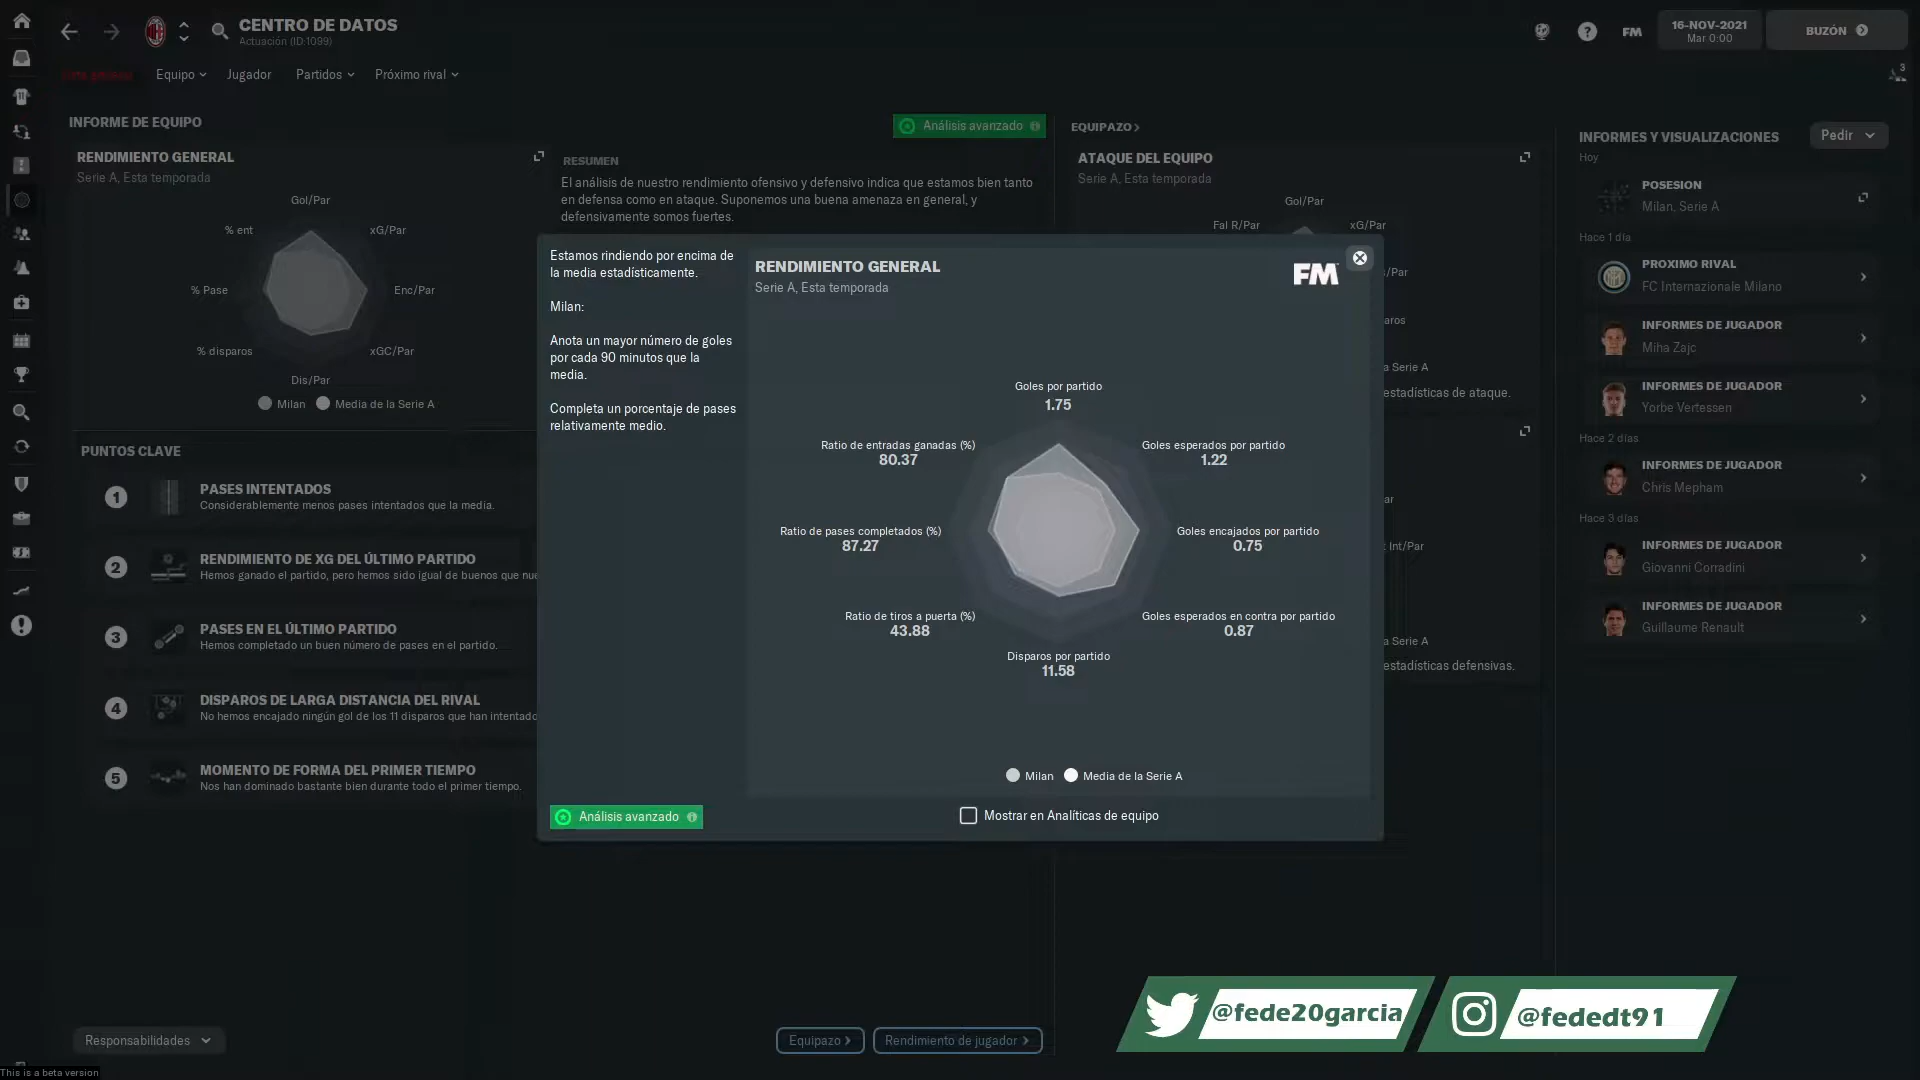 CENTRO DE DATOS
Actuación (ID:1099)
FM
16-NOV-2021
Mar 0:00
BUZÓN
Equipo
Jugador
Partidos
Próximo rival
3
INFORME DE EQUIPO
Análisis avanzado
RENDIMIENTO GENERAL
Serie A, Esta temporada
Gol/Par
% ent
xG/Par
% Pase
Enc/Par
% disparos
xGC/Par
Dis/Par
Milan
Media de la Serie A
RESUMEN
El análisis de nuestro rendimiento ofensivo y defensivo indica que estamos bien tanto
en defensa como en ataque. Suponemos una buena amenaza en general, y
defensivamente somos fuertes.
PUNTOS CLAVE
1
PASES INTENTADOS
Considerablemente menos pases intentados que la media.
2
RENDIMIENTO DE XG DEL ÚLTIMO PARTIDO
Hemos ganado el partido, pero hemos sido igual de buenos que nue
3
PASES EN EL ÚLTIMO PARTIDO
Hemos completado un buen número de pases en el partido.
4
DISPAROS DE LARGA DISTANCIA DEL RIVAL
No hemos encajado ningún gol de los 11 disparos que han intentado
5
MOMENTO DE FORMA DEL PRIMER TIEMPO
Nos han dominado bastante bien durante todo el primer tiempo.
Estamos rindiendo por encima de
la media estadísticamente.
Milan:
Anota un mayor número de goles
por cada 90 minutos que la
media.
Completa un porcentaje de pases
relativamente medio.
RENDIMIENTO GENERAL
Serie A, Esta temporada
FM
Goles por partido
1.75
Ratio de entradas ganadas (%)
80.37
Goles esperados por partido
1.22
Ratio de pases completados (%)
87.27
Goles encajados por partido
0.75
Ratio de tiros a puerta (%)
43.88
Goles esperados en contra por partido
0.87
Disparos por partido
11.58
Milan
Media de la Serie A
Análisis avanzado
Mostrar en Analíticas de equipo
EQUIPAZO
ATAQUE DEL EQUIPO
Serie A, Esta temporada
Gol/Par
Fal R/Par
xG/Par
s/Par
aros
a Serie A
estadísticas de ataque.
ar
t Int/Par
a Serie A
estadísticas defensivas.
INFORMES Y VISUALIZACIONES
Pedir
Hoy
POSESION
Milan, Serie A
Hace 1 día
PROXIMO RIVAL
FC Internazionale Milano
INFORMES DE JUGADOR
Miha Zajc
INFORMES DE JUGADOR
Yorbe Vertessen
Hace 2 días
INFORMES DE JUGADOR
Chris Mepham
Hace 3 días
INFORMES DE JUGADOR
Giovanni Corradini
INFORMES DE JUGADOR
Guillaume Renault
Responsabilidades
Equipazo
Rendimiento de jugador
@fede20garcia
@fededt91
This is a beta version